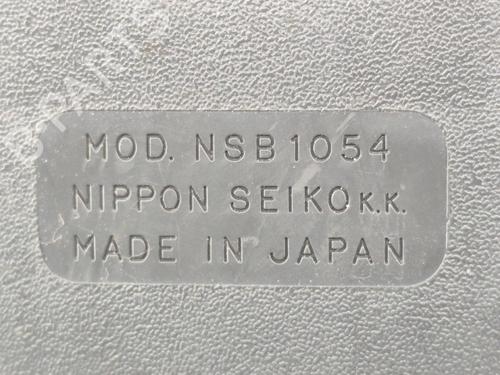 MOD. NSB1054
NIPPON SEIKO K.K.
MADE IN JAPAN